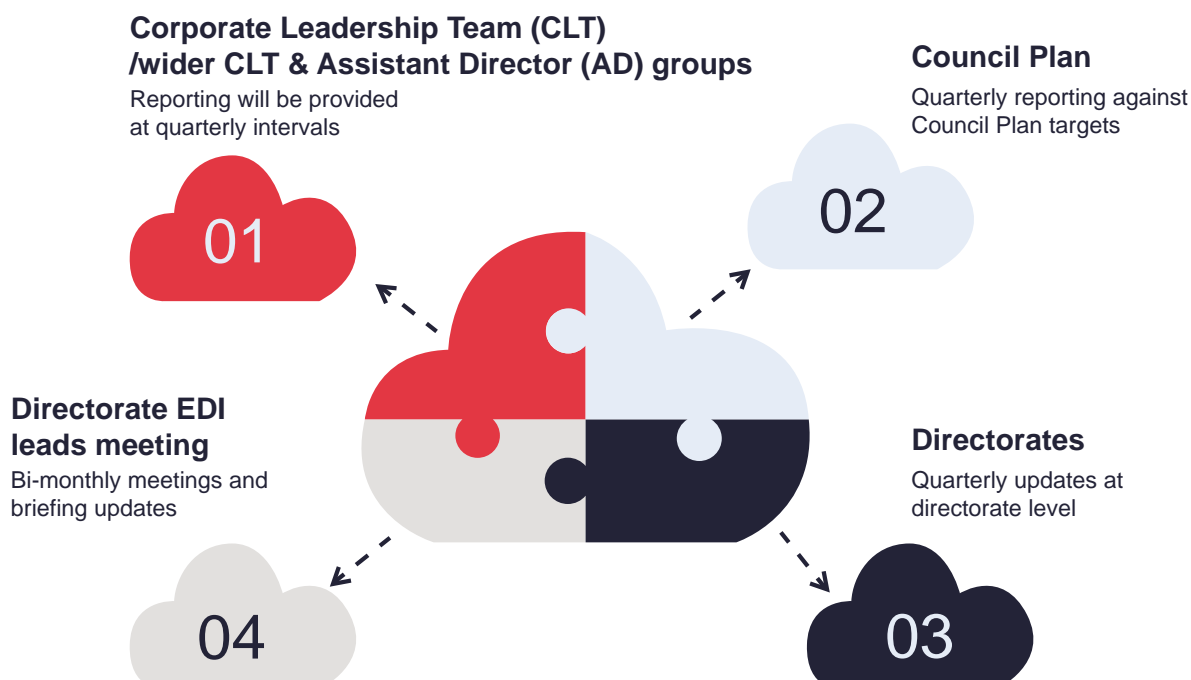 Corporate Leadership Team (CLT)
/wider CLT & Assistant Director (AD) groups
Reporting will be provided
at quarterly intervals
01
Council Plan
Quarterly reporting against
Council Plan targets
02
Directorate EDI
leads meeting
Bi-monthly meetings and
briefing updates
04
Directorates
Quarterly updates at
directorate level
03